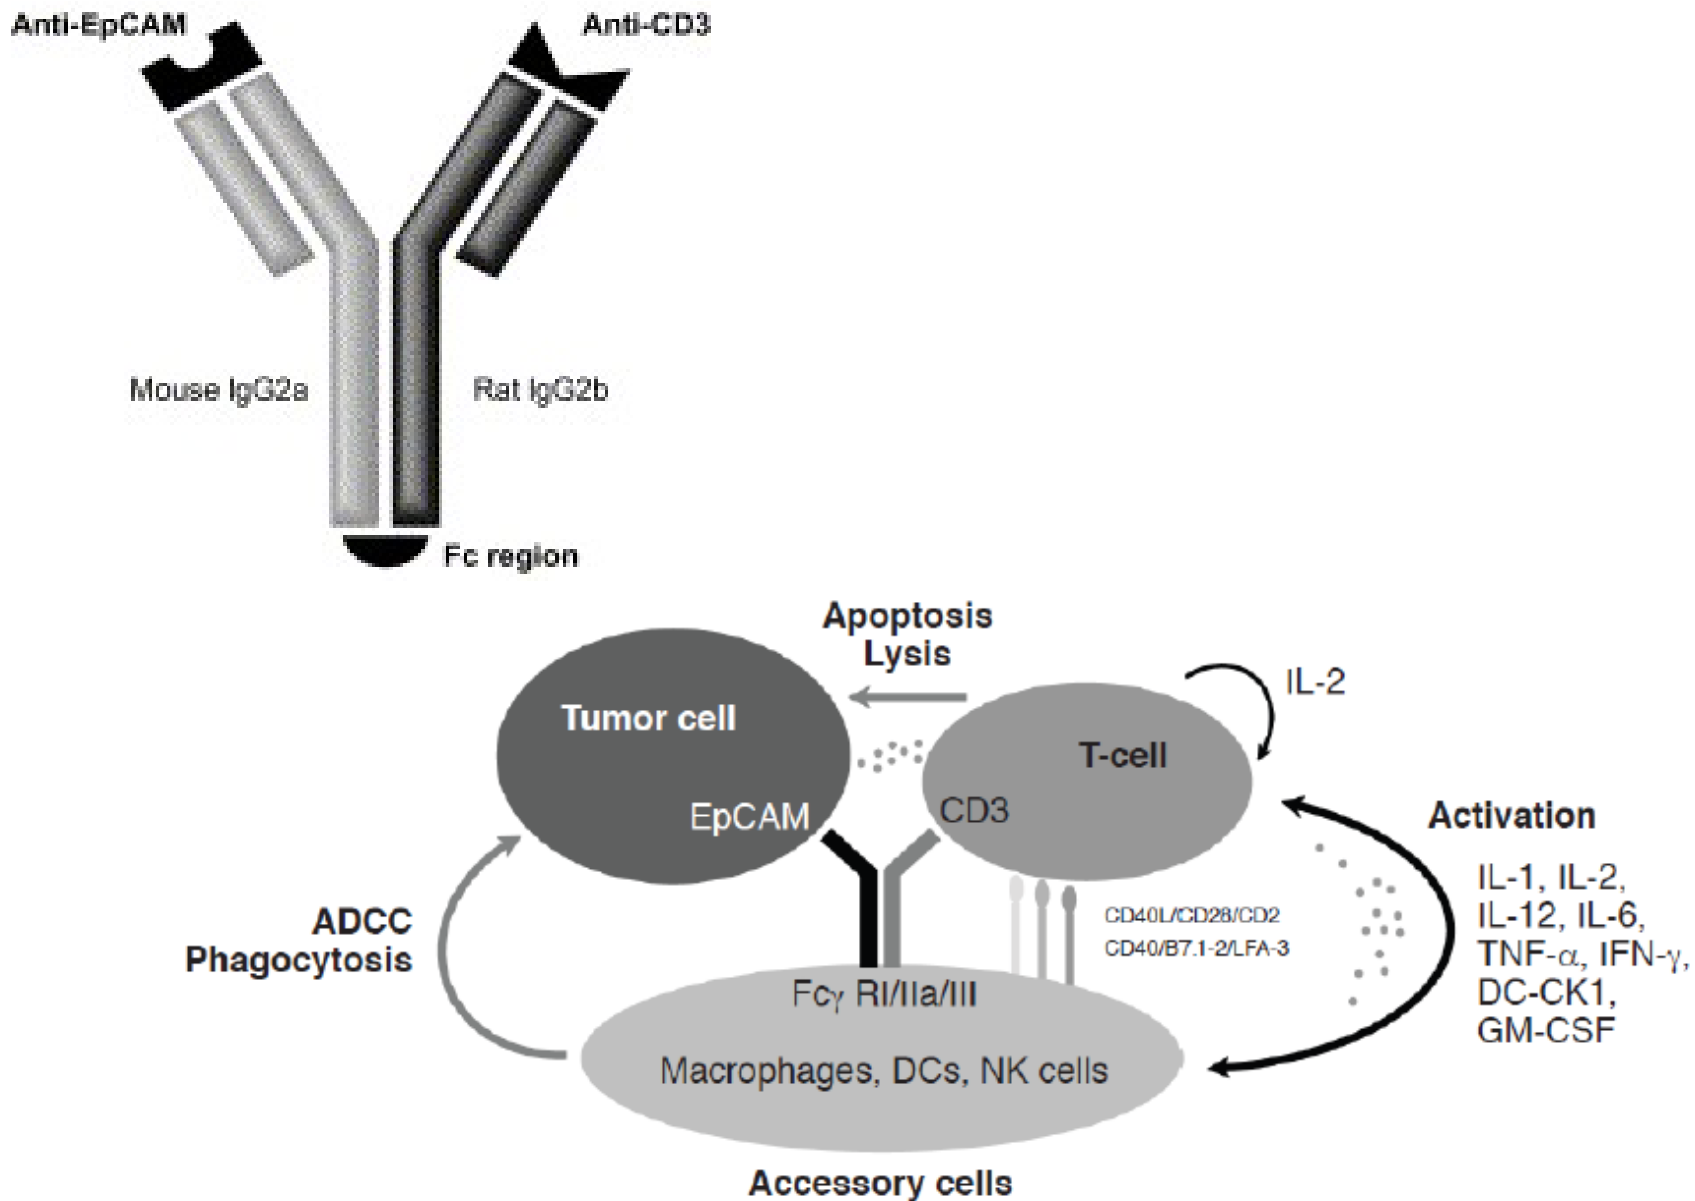 Anti-EpCAM
Anti-CD3
Mouse IgG2a
Rat IgG2b
Fc region
Apoptosis
Lysis
IL-2
Tumor cell
T-cell
EpCAM
CD3
Activation
IL-1, IL-2,
IL-12, IL-6,
TNF-α, IFN-γ,
DC-CK1,
GM-CSF
CD40L/CD28/CD2
CD40/B7.1-2/LFA-3
ADCC
Phagocytosis
Fcγ RI/IIa/III
Macrophages, DCs, NK cells
Accessory cells